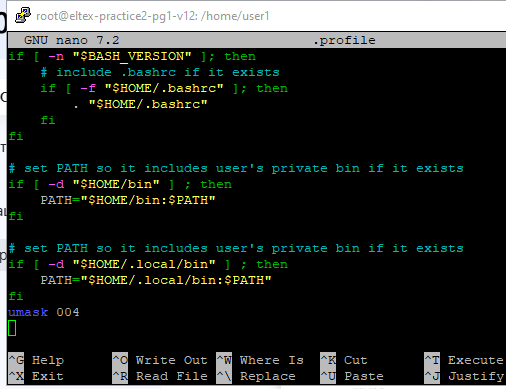 root@eltex-practice2-pg1-v12: /home/user1
GNU nano 7.2 .profile
if [ -n "$BASH_VERSION" ]; then
    # include .bashrc if it exists
    if [ -f "$HOME/.bashrc" ]; then
        . "$HOME/.bashrc"
    fi
fi

# set PATH so it includes user's private bin if it exists
if [ -d "$HOME/bin" ] ; then
    PATH="$HOME/bin:$PATH"
fi

# set PATH so it includes user's private bin if it exists
if [ -d "$HOME/.local/bin" ] ; then
    PATH="$HOME/.local/bin:$PATH"
fi
umask 004

^G Help ^O Write Out ^W Where Is ^K Cut ^T Execute
^X Exit ^R Read File ^\ Replace ^U Paste ^J Justify